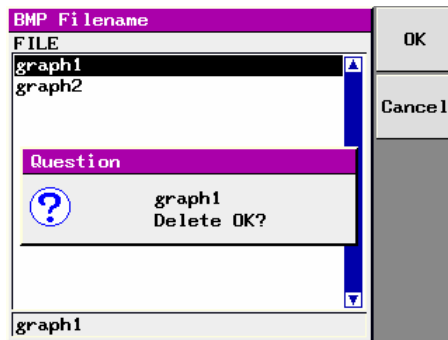 BMP Filename
FILE
graph1
graph2
Question
?
graph1
Delete OK?
graph1
OK
Cancel